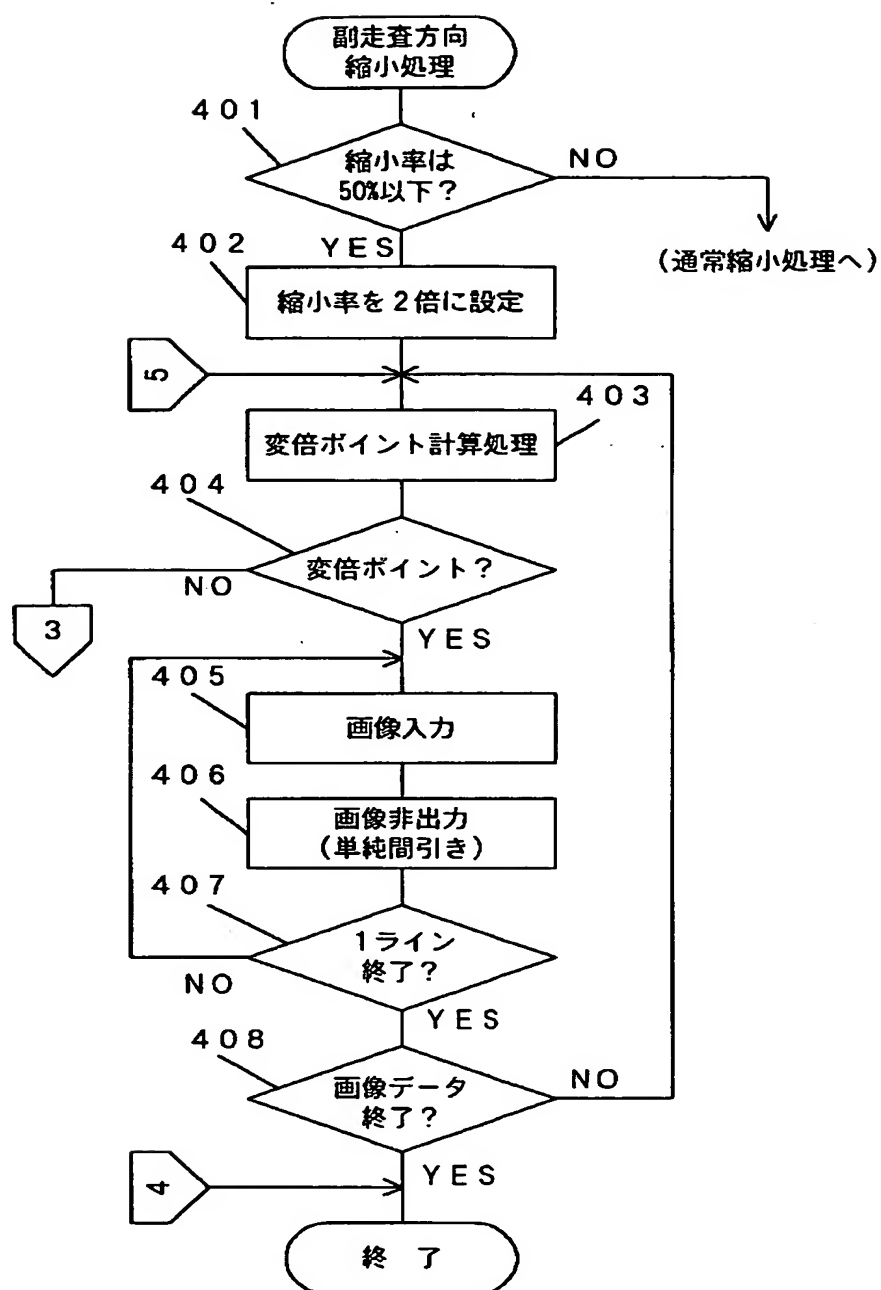 副走査方向
縮小処理
401
縮小率は
50%以下?
NO
YES
(通常縮小処理へ)
402
縮小率を2倍に設定
5
403
変倍ポイント計算処理
404
変倍ポイント?
NO
3
YES
405
画像入力
406
画像非出力
(単純間引き)
407
1ライン
終了?
NO
YES
408
画像データ
終了?
NO
YES
4
終 了